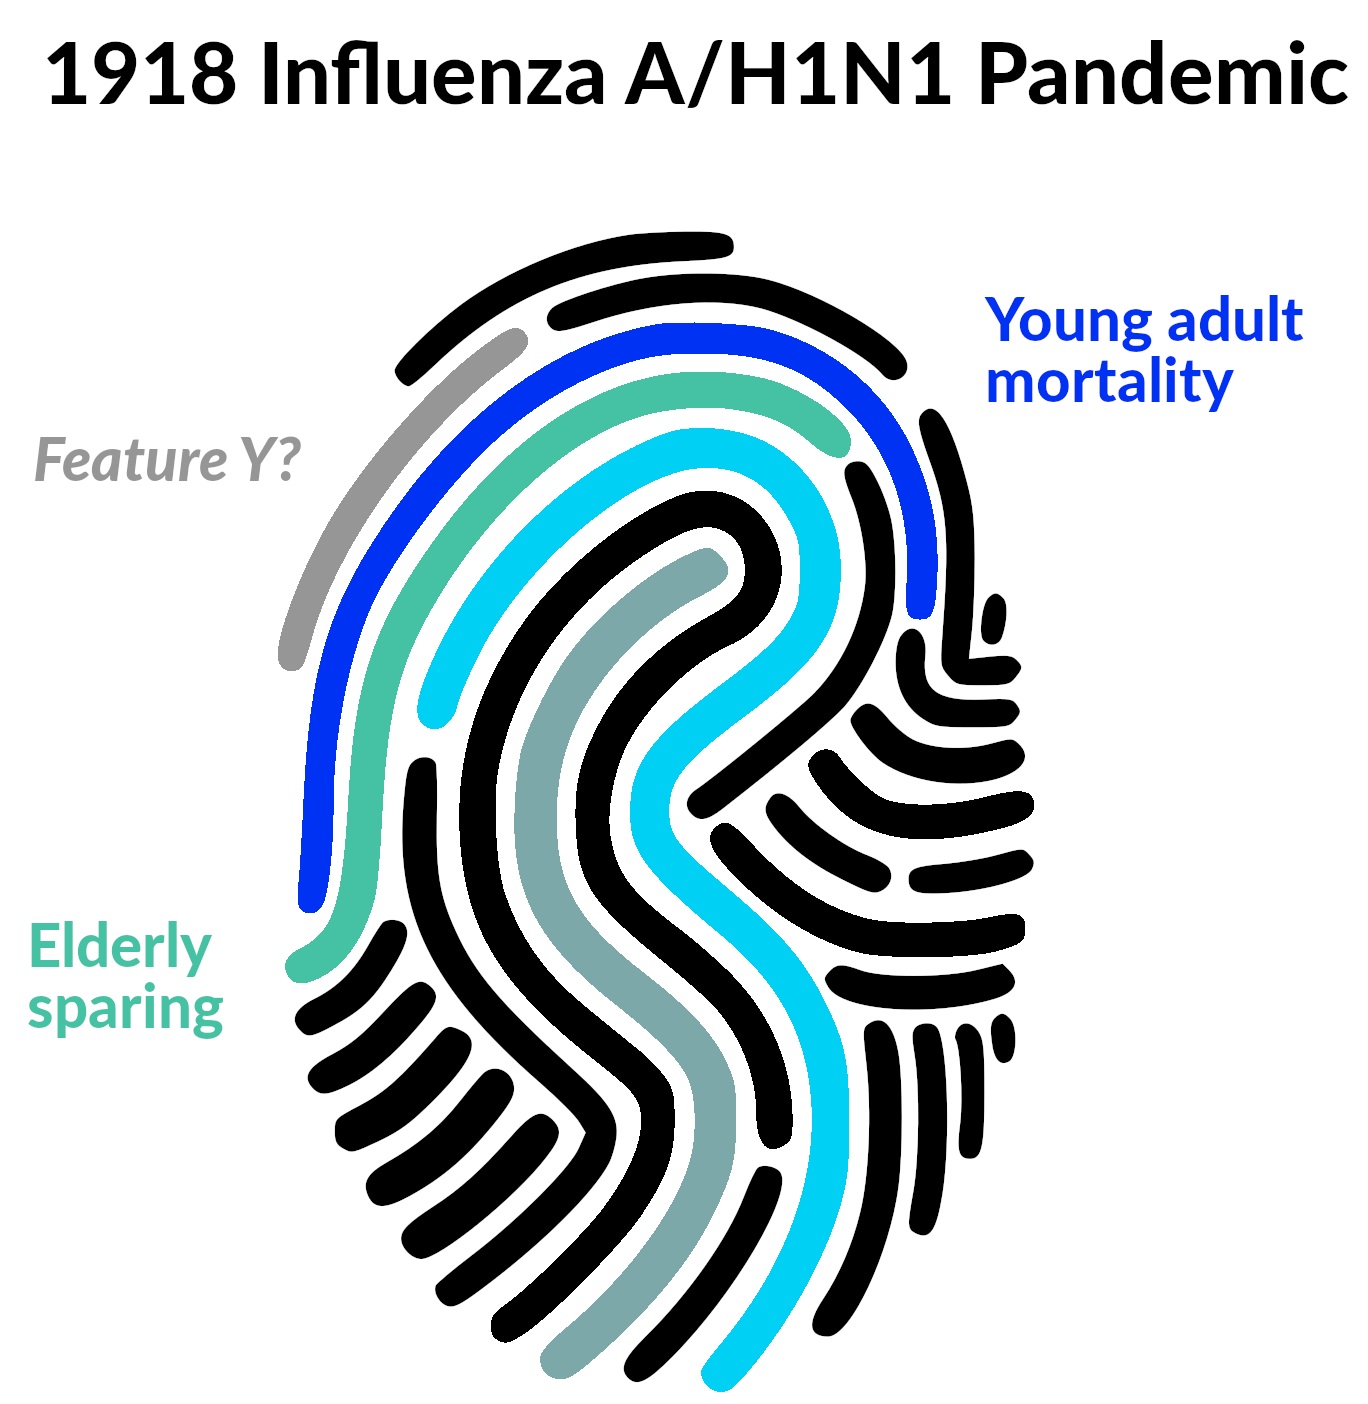 1918 Influenza A/H1N1 Pandemic
Young adult
mortality
Feature Y?
Elderly
sparing